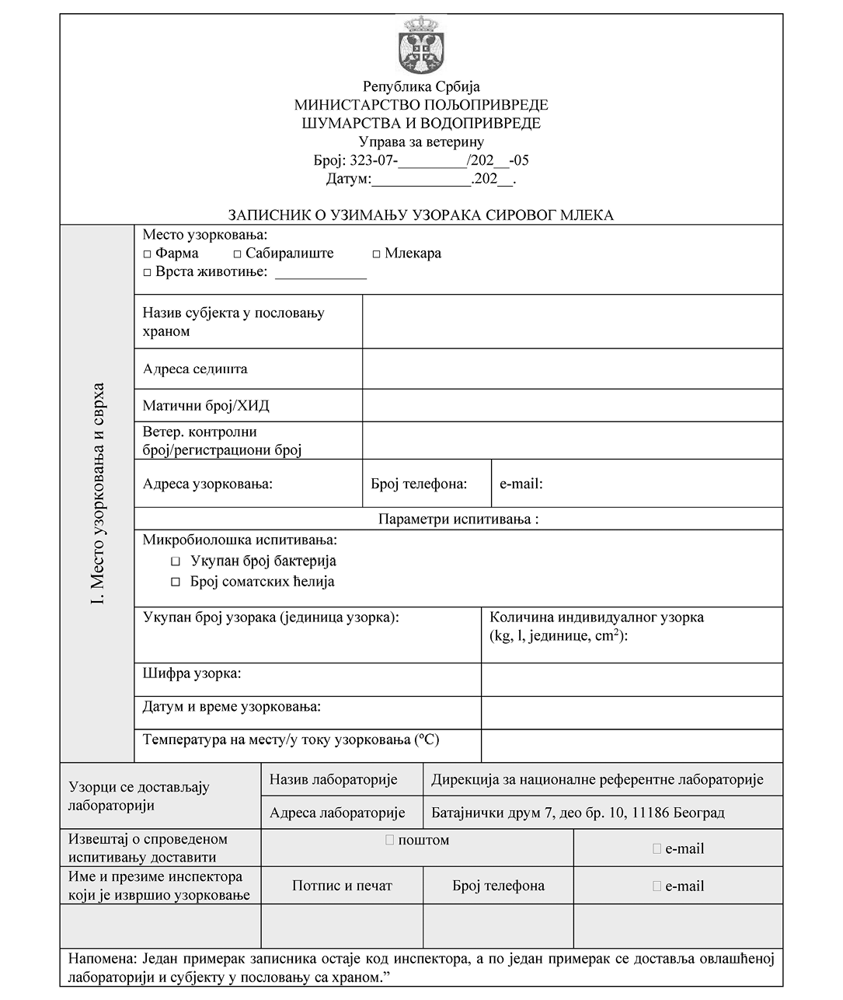 Република Србија
МИНИСТАРСТВО ПОЉОПРИВРЕДЕ
ШУМАРСТВА И ВОДОПРИВРЕДЕ
Управа за ветерину
Број: 323-07-_________/202__-05
Датум:_____________.202__.
ЗАПИСНИК О УЗИМАЊУ УЗОРАКА СИРОВОГ МЛЕКА
I. Место узорковања и сврха
Место узорковања:
□ Фарма □ Сабиралиште □ Млекара
□ Врста животиње: ____________
Назив субјекта у пословању
храном
Адреса седишта
Матични број/ХИД
Ветер. контролни
број/регистрациони број
Адреса узорковања: Број телефона: e-mail:
Параметри испитивања :
Микробиолошка испитивања:
□ Укупан број бактерија
□ Број соматских ћелија
Укупан број узорака (јединица узорка):
Количина индивидуалног узорка
(kg, l, јединице, cm²):
Шифра узорка:
Датум и време узорковања:
Температура на месту/у току узорковања (ºC)
Узорци се достављају
лабораторији
Назив лабораторије Дирекција за националне референтне лабораторије
Адреса лабораторије Батајнички друм 7, део бр. 10, 11186 Београд
Извештај о спроведеном
испитивању доставити
□ поштом
□ e-mail
Име и презиме инспектора
који је извршио узорковање
Потпис и печат Број телефона □ e-mail
Напомена: Један примерак записника остаје код инспектора, а по један примерак се доставља овлашћеној
лабораторији и субјекту у пословању са храном.”